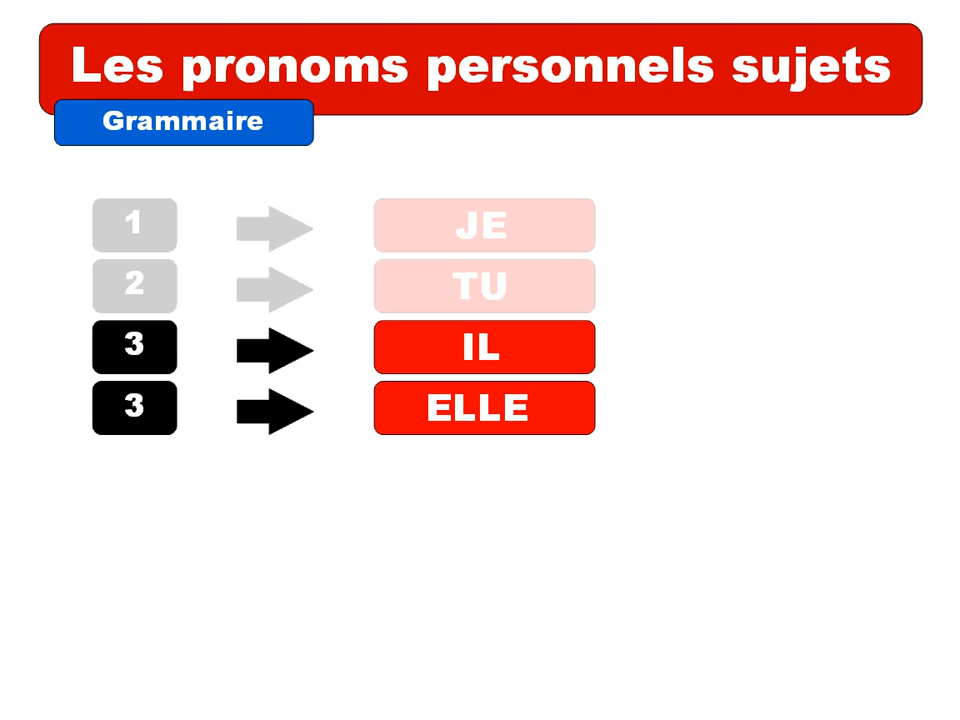 Les pronoms personnels sujets
Grammaire
1 JE
2 TU
3 IL
3 ELLE